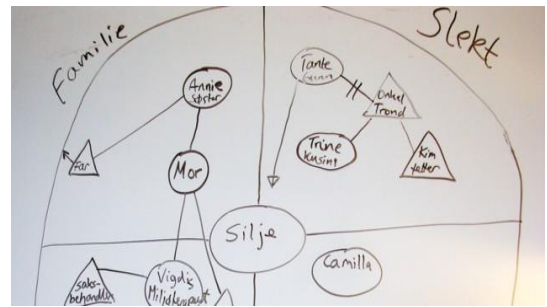 Familie
Slekt
Annie
søster
Tante
Onkel
Trond
Far
Mor
Trine
kusine
Kim
fetter
Silje
Camilla
saks-
behandler
Vigdis
Miljøterapeut